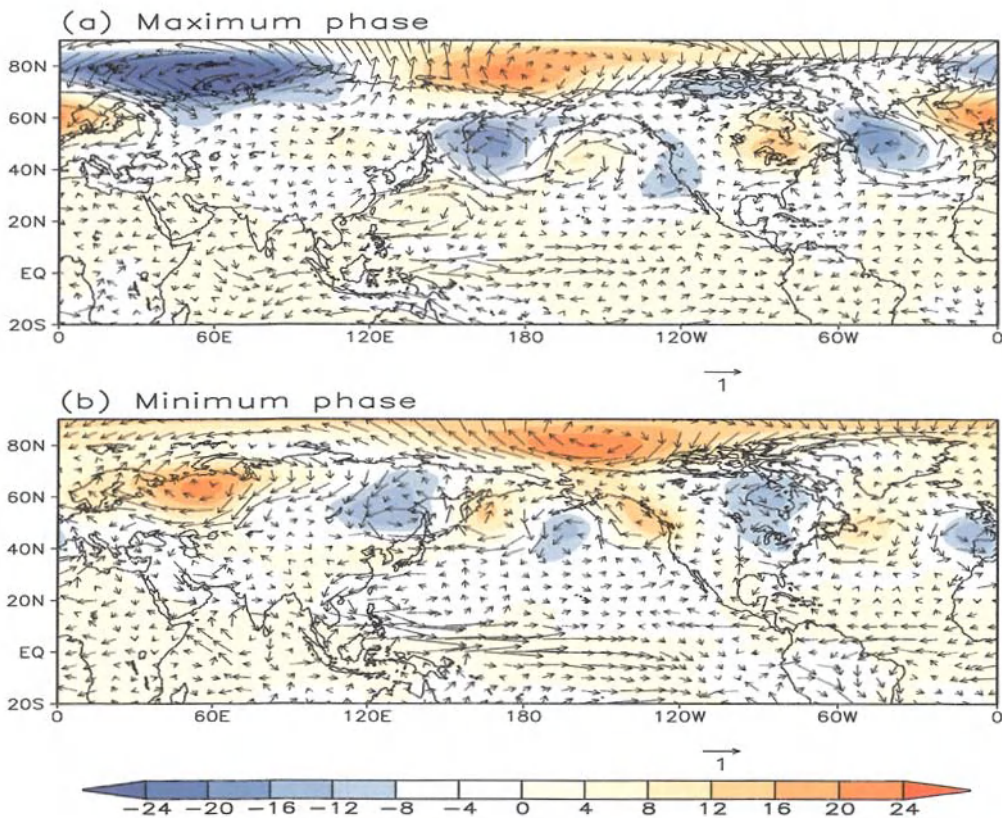 (a) Maximum phase
80N
60N
40N
20N
EQ
20S
0 60E 120E 180 120W 60W 0
1
(b) Minimum phase
80N
60N
40N
20N
EQ
20S
0 60E 120E 180 120W 60W 0
1
−24 −20 −16 −12 −8 −4 0 4 8 12 16 20 24